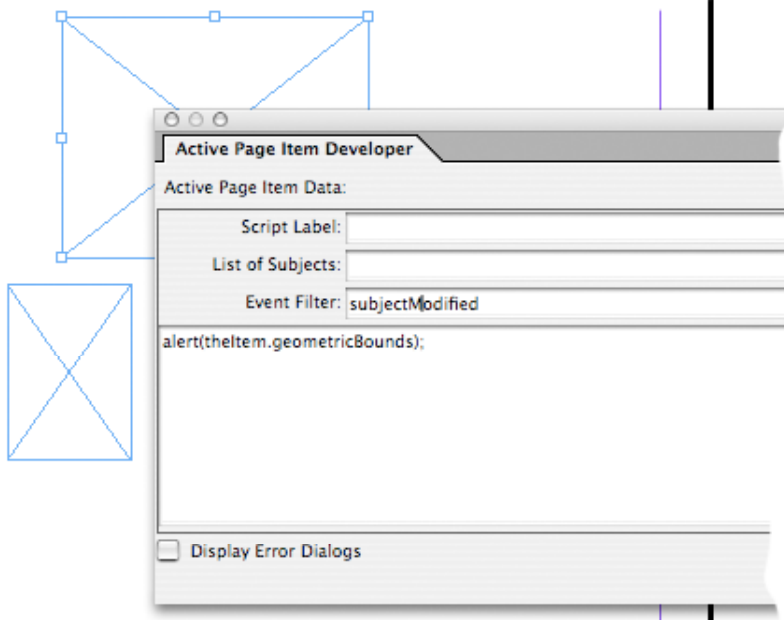 Active Page Item Developer
Active Page Item Data:
Script Label:
List of Subjects:
Event Filter: subjectModified
alert(theItem.geometricBounds);
Display Error Dialogs